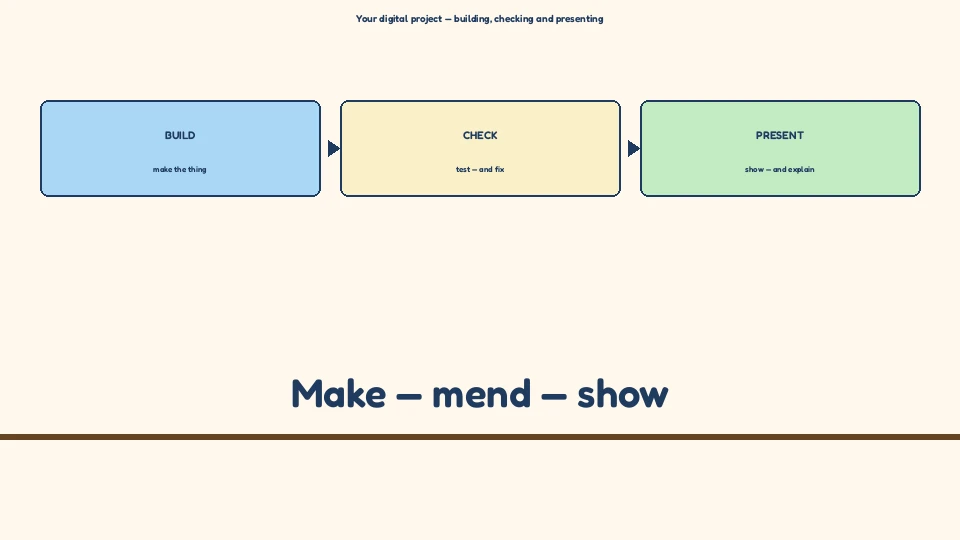 Your digital project – building, checking and presenting
BUILD
make the thing
CHECK
test – and fix
PRESENT
show – and explain
Make – mend – show